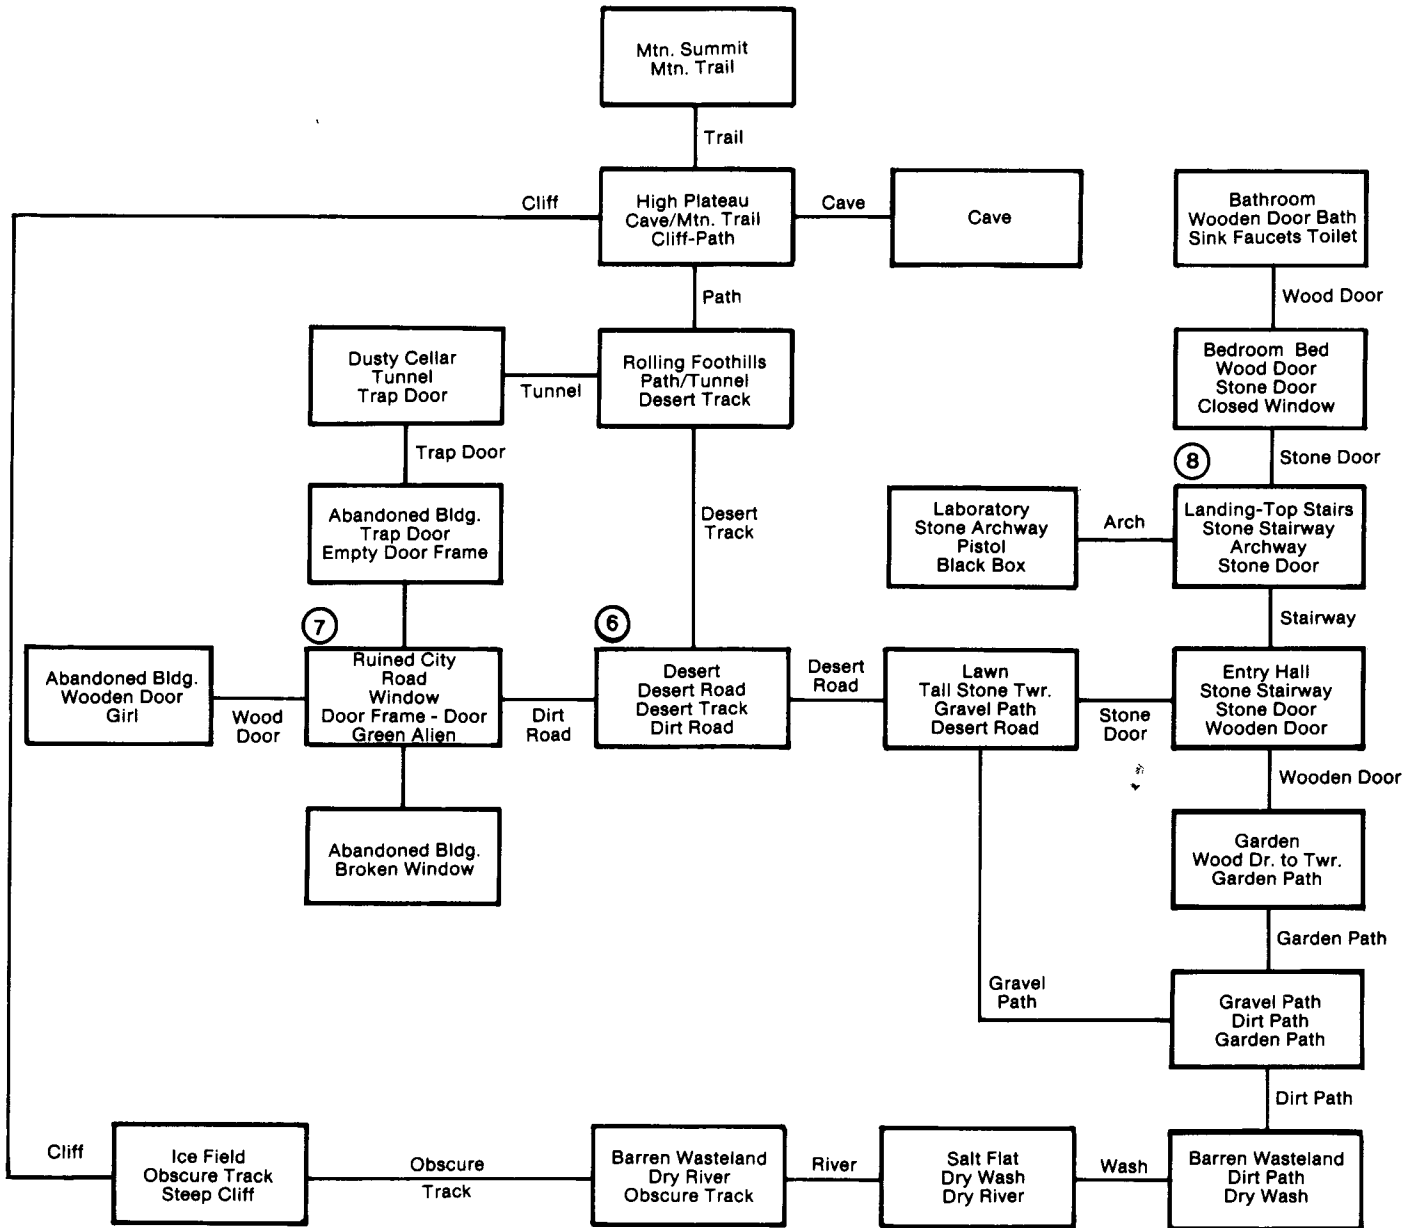 Mtn. Summit
Mtn. Trail
Trail
Cliff
High Plateau
Cave/Mtn. Trail
Cliff-Path
Cave
Cave
Bathroom
Wooden Door Bath
Sink Faucets Toilet
Path
Wood Door
Dusty Cellar
Tunnel
Trap Door
Tunnel
Rolling Foothills
Path/Tunnel
Desert Track
Bedroom Bed
Wood Door
Stone Door
Closed Window
Trap Door
8
Stone Door
Abandoned Bldg.
Trap Door
Empty Door Frame
Desert
Track
Laboratory
Stone Archway
Pistol
Black Box
Arch
Landing-Top Stairs
Stone Stairway
Archway
Stone Door
7
6
Stairway
Abandoned Bldg.
Wooden Door
Girl
Wood
Door
Ruined City
Road
Window
Door Frame - Door
Green Alien
Dirt
Road
Desert
Desert Road
Desert Track
Dirt Road
Desert
Road
Lawn
Tall Stone Twr.
Gravel Path
Desert Road
Stone
Door
Entry Hall
Stone Stairway
Stone Door
Wooden Door
Wooden Door
Abandoned Bldg.
Broken Window
Garden
Wood Dr. to Twr.
Garden Path
Garden Path
Gravel
Path
Gravel Path
Dirt Path
Garden Path
Dirt Path
Cliff
Ice Field
Obscure Track
Steep Cliff
Obscure
Track
Barren Wasteland
Dry River
Obscure Track
River
Salt Flat
Dry Wash
Dry River
Wash
Barren Wasteland
Dirt Path
Dry Wash